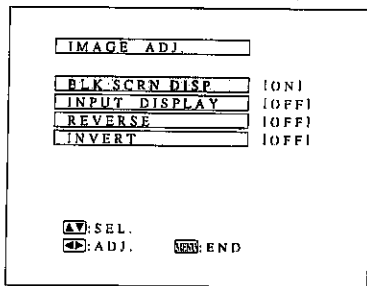 IMAGE ADJ.
BLK SCRN DISP [ON]
INPUT DISPLAY [OFF]
REVERSE [OFF]
INVERT [OFF]
▲▼:SEL.
◀▶:ADJ. MENU:END